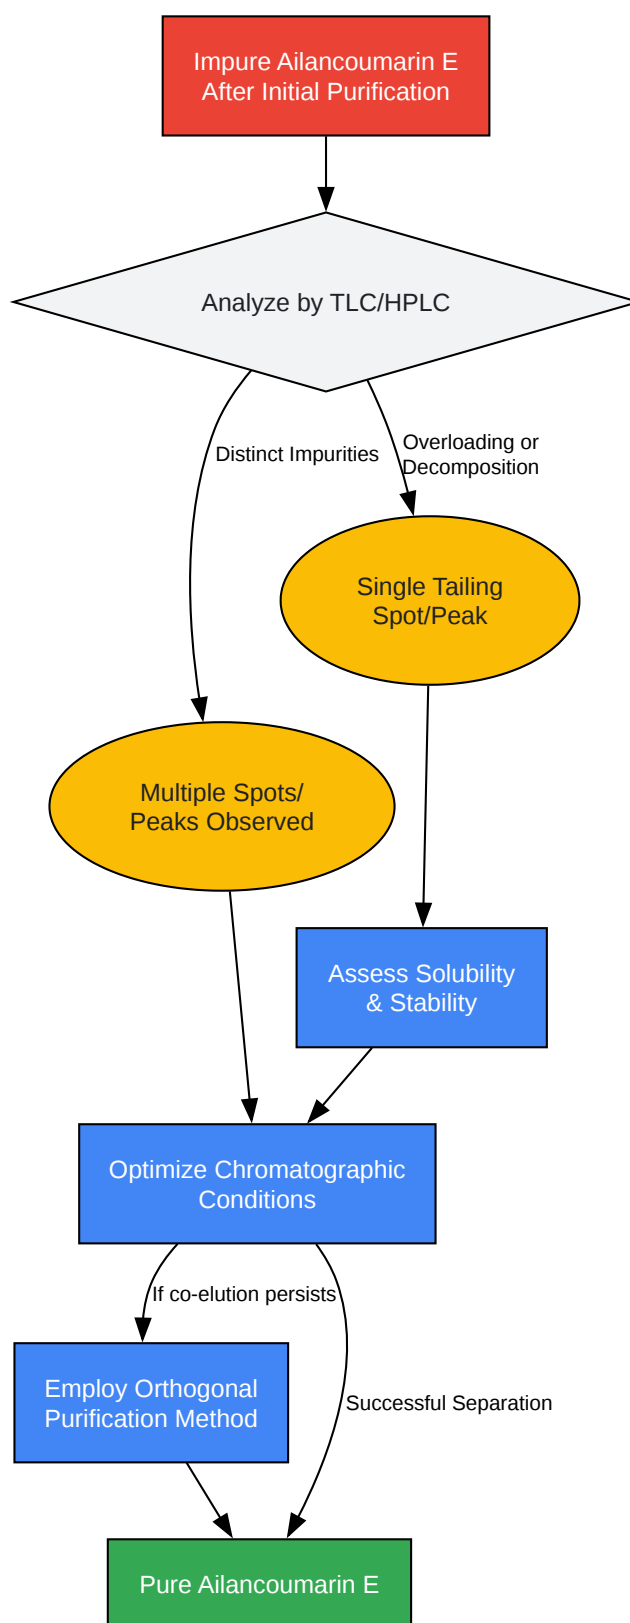 Impure Ailancoumarin E
After Initial Purification
Analyze by TLC/HPLC
Distinct Impurities
Overloading or
Decomposition
Single Tailing
Spot/Peak
Multiple Spots/
Peaks Observed
Assess Solubility
& Stability
Optimize Chromatographic
Conditions
If co-elution persists
Employ Orthogonal
Purification Method
Successful Separation
Pure Ailancoumarin E